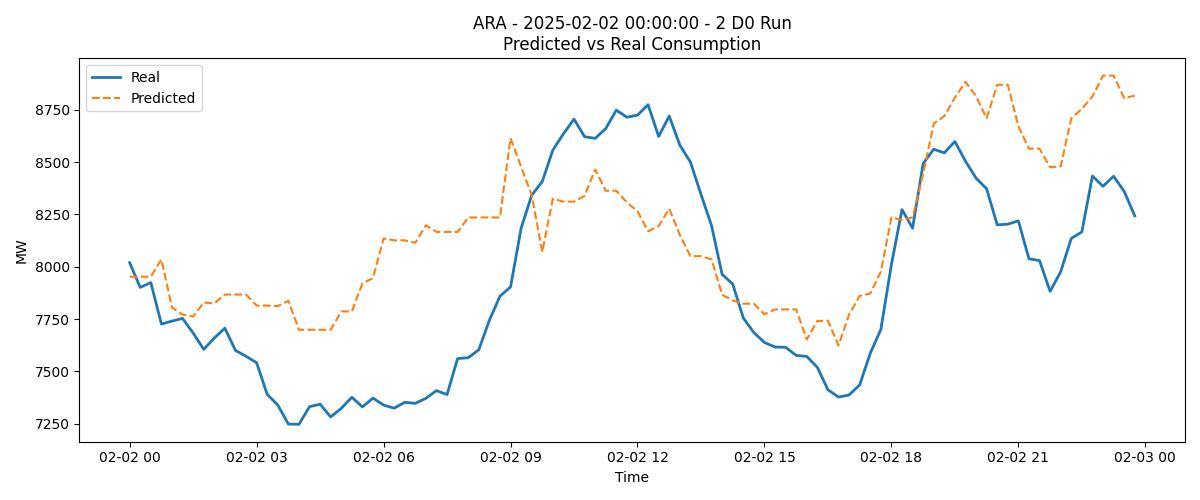 ARA - 2025-02-02 00:00:00 - 2 D0 Run
Predicted vs Real Consumption
Real
Predicted
8750
8500
8250
8000
7750
7500
7250
MW
02-02 00
02-02 03
02-02 06
02-02 09
02-02 12
02-02 15
02-02 18
02-02 21
02-03 00
Time